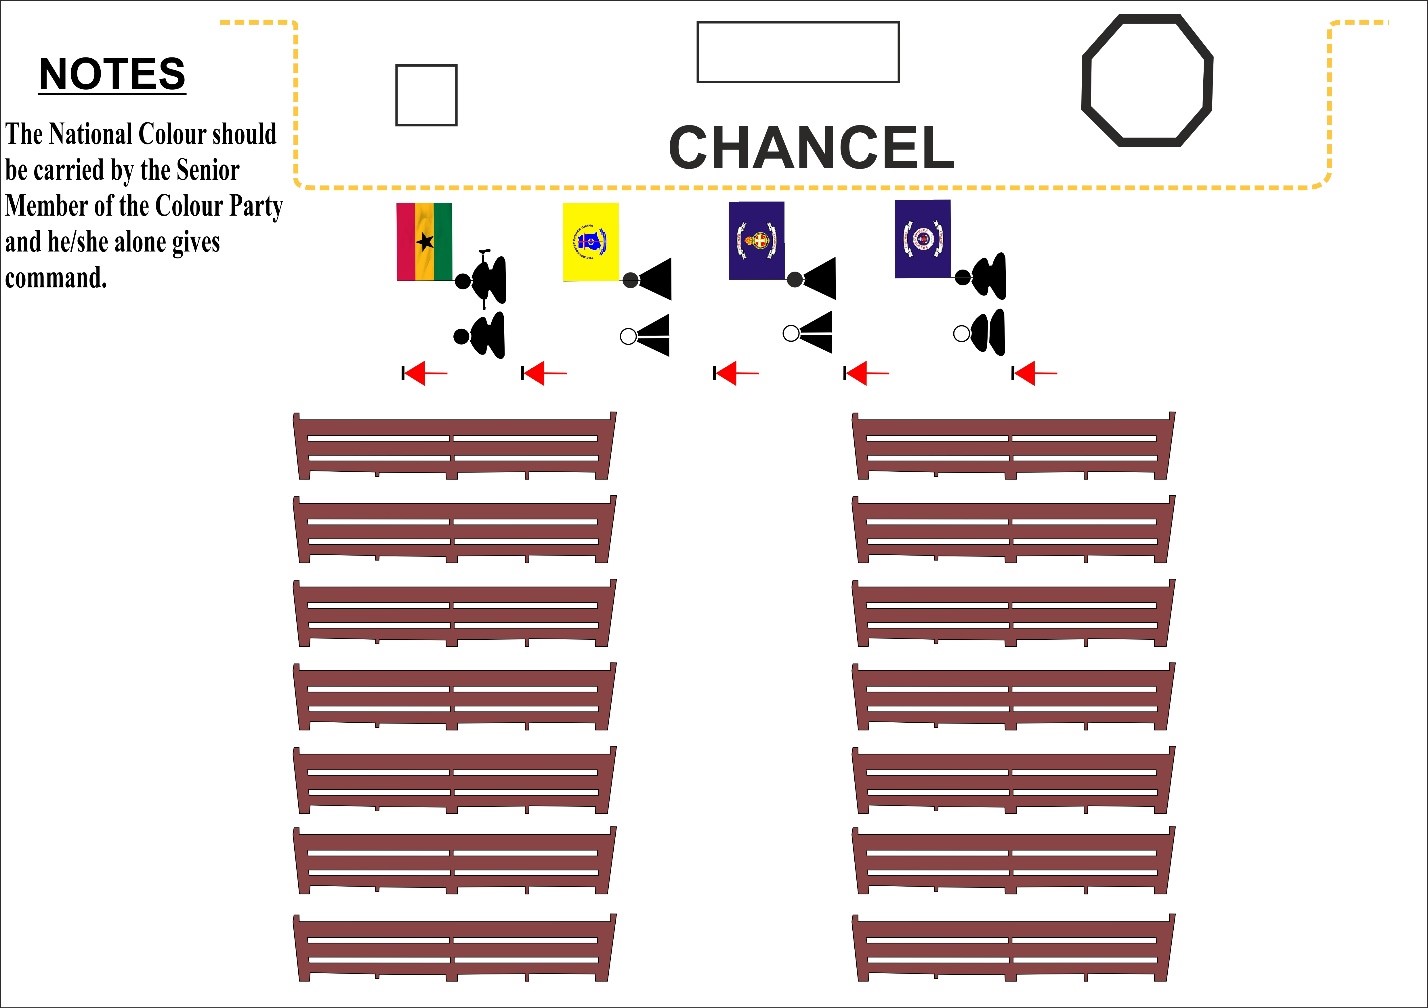 NOTES
The National Colour should
be carried by the Senior
Member of the Colour Party
and he/she alone gives
command.
CHANCEL